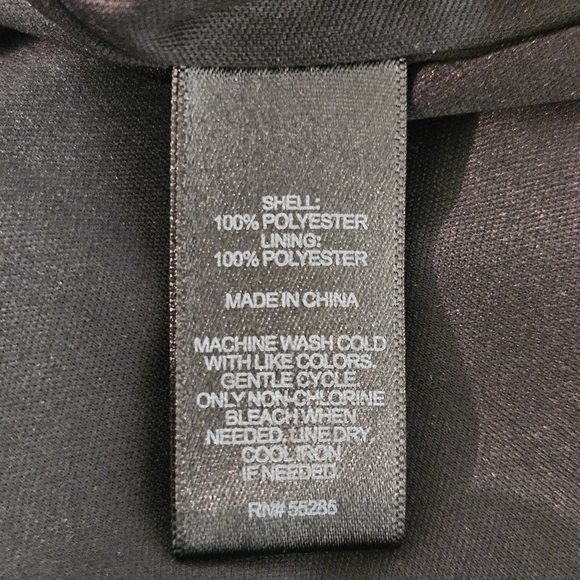 SHELL:
100% POLYESTER
LINING:
100% POLYESTER
MADE IN CHINA
MACHINE WASH COLD
WITH LIKE COLORS.
GENTLE CYCLE
ONLY NON-CHLORINE
BLEACH WHEN
NEEDED. LINE DRY,
COOL IRON
IF NEEDED.
RN# 55285